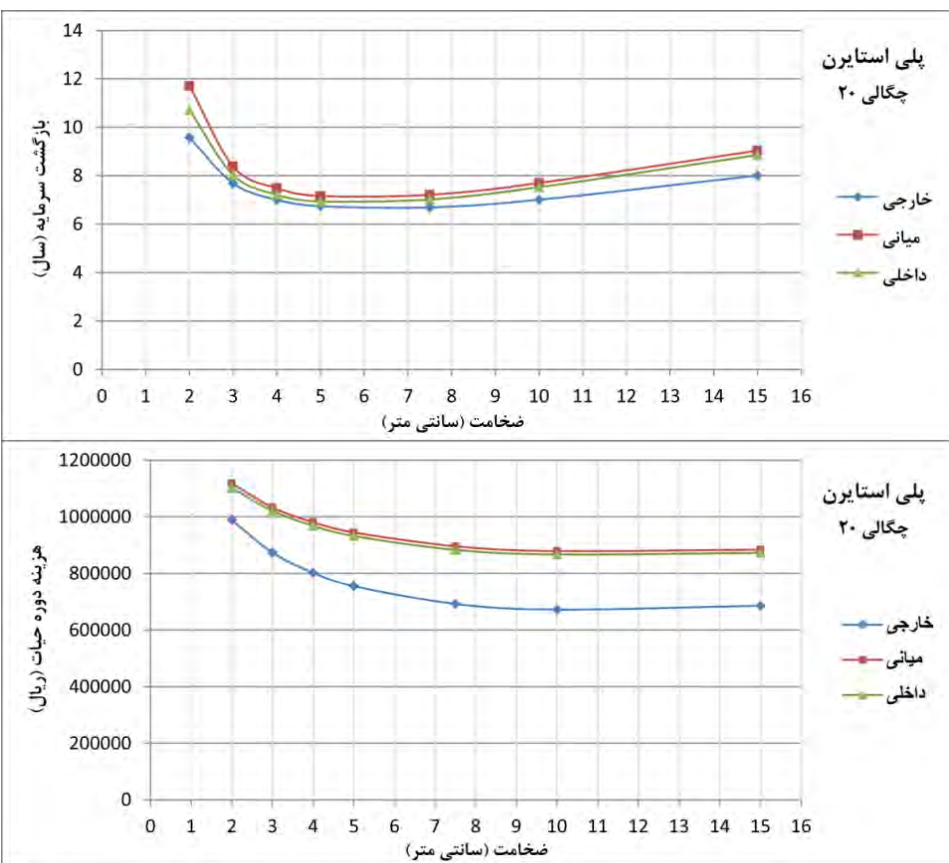 14
12
10
8
6
4
2
0
بازگشت سرمایه (سال)
0 1 2 3 4 5 6 7 8 9 10 11 12 13 14 15 16
ضخامت (سانتی متر)
پلی استایرن
چگالی ۲۰
خارجی
میانی
داخلی
1200000
1000000
800000
600000
400000
200000
0
هزینه دوره حیات (ریال)
0 1 2 3 4 5 6 7 8 9 10 11 12 13 14 15 16
ضخامت (سانتی متر)
پلی استایرن
چگالی ۲۰
خارجی
میانی
داخلی